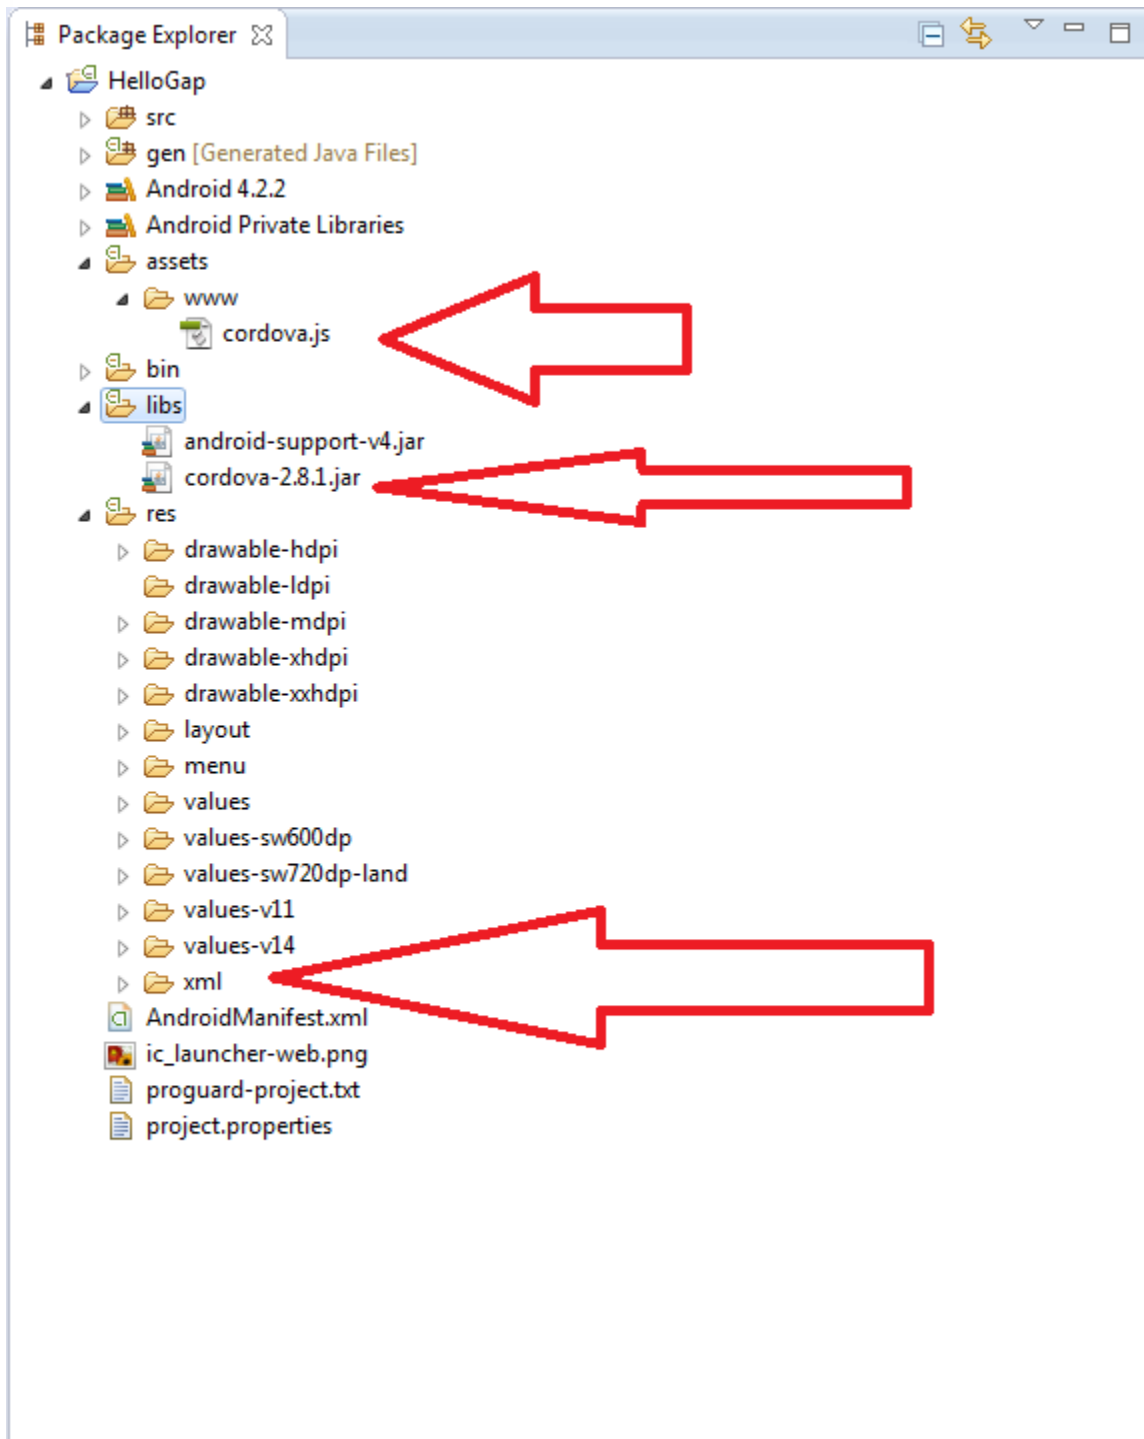 Package Explorer
HelloGap
src
gen [Generated Java Files]
Android 4.2.2
Android Private Libraries
assets
www
cordova.js
bin
libs
android-support-v4.jar
cordova-2.8.1.jar
res
drawable-hdpi
drawable-ldpi
drawable-mdpi
drawable-xhdpi
drawable-xxhdpi
layout
menu
values
values-sw600dp
values-sw720dp-land
values-v11
values-v14
xml
AndroidManifest.xml
ic_launcher-web.png
proguard-project.txt
project.properties